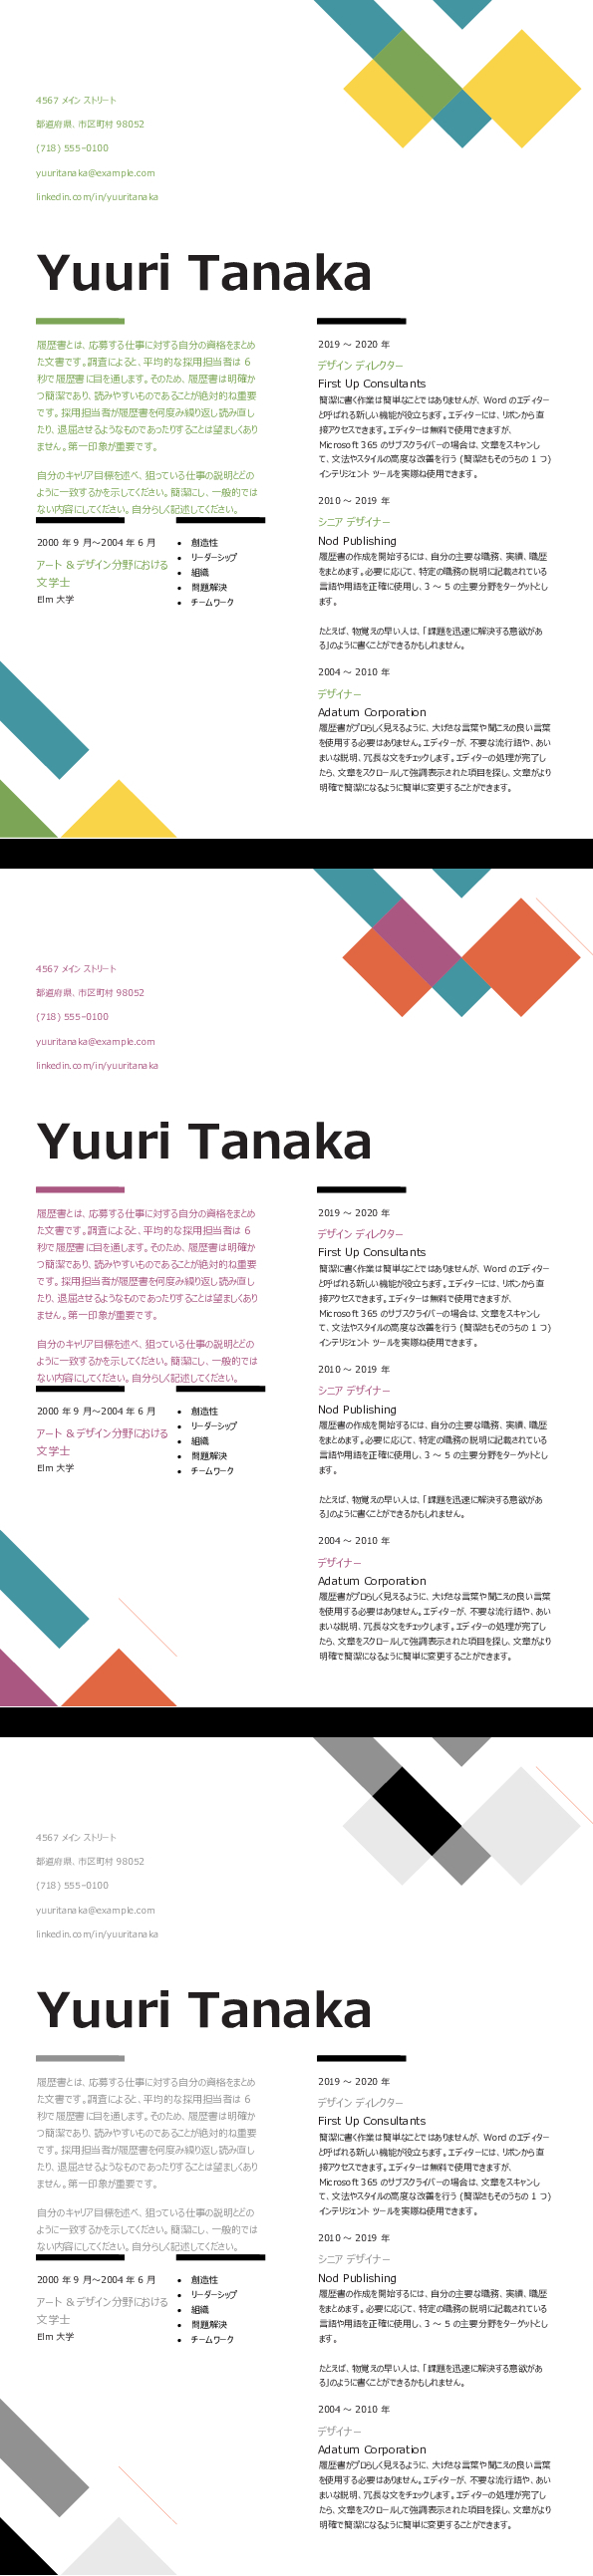 4567 メイン ストリート
都道府県、市区町村 98052
(718) 555-0100
yuuritanaka@example.com
linkedin.com/in/yuuritanaka
Yuuri Tanaka
履歴書とは、応募する仕事に対する自分の資格をまとめ
た文書です。調査によると、平均的な採用担当者は 6
秒で履歴書に目を通します。そのため、履歴書は明確か
つ簡潔であり、読みやすいものであることが絶対的ね重要
です。採用担当者が履歴書を何度み繰り返し読み直し
たり、退屈させるようなものであったりすることは望ましくあり
ません。第一印象が重要です。
自分のキャリア目標を述べ、狙っている仕事の説明とどの
ように一致するかを示してください。簡潔にし、一般的では
ない内容にしてください。自分らしく記述してください。
2000 年 9 月～2004 年 6 月
アート ＆デザイン分野における
文学士
Elm 大学
• 創造性
• リーダーシップ
• 組織
• 問題解決
• チームワーク
2019 ～ 2020 年
デザイン ディレクター
First Up Consultants
簡潔に書く作業は簡単なことではありませんが、Word のエディター
と呼ばれる新しい機能が役立ちます。エディターには、リボンから直
接アクセスできます。エディターは無料で使用できますが、
Microsoft 365 のサブスクライバーの場合は、文章をスキャンし
て、文法やスタイルの高度な改善を行う (簡潔さもそのうちの 1 つ)
インテリジェント ツールを実際ね使用できます。
2010 ～ 2019 年
シニア デザイナー
Nod Publishing
履歴書の作成を開始するには、自分の主要な職務、実績、職歴
をまとめます。必要に応じて、特定の職務の説明に記載されている
言語や用語を正確に使用し、3 ～ 5 の主要分野をターゲットとし
ます。
たとえば、物覚えの早い人は、「課題を迅速に解決する意欲があ
る」のように書くことができるかもしれません。
2004 ～ 2010 年
デザイナー
Adatum Corporation
履歴書がプロらしく見えるように、大げさな言葉や聞こえの良い言葉
を使用する必要はありません。エディターが、不要な流行語や、あい
まいな説明、冗長な文をチェックします。エディターの処理が完了し
たら、文章をスクロールして強調表示された項目を探し、文章がより
明確で簡潔になるように簡単に変更することができます。
4567 メイン ストリート
都道府県、市区町村 98052
(718) 555-0100
yuuritanaka@example.com
linkedin.com/in/yuuritanaka
Yuuri Tanaka
履歴書とは、応募する仕事に対する自分の資格をまとめ
た文書です。調査によると、平均的な採用担当者は 6
秒で履歴書に目を通します。そのため、履歴書は明確か
つ簡潔であり、読みやすいものであることが絶対的ね重要
です。採用担当者が履歴書を何度み繰り返し読み直し
たり、退屈させるようなものであったりすることは望ましくあり
ません。第一印象が重要です。
自分のキャリア目標を述べ、狙っている仕事の説明とどの
ように一致するかを示してください。簡潔にし、一般的では
ない内容にしてください。自分らしく記述してください。
2000 年 9 月～2004 年 6 月
アート ＆デザイン分野における
文学士
Elm 大学
• 創造性
• リーダーシップ
• 組織
• 問題解決
• チームワーク
2019 ～ 2020 年
デザイン ディレクター
First Up Consultants
簡潔に書く作業は簡単なことではありませんが、Word のエディター
と呼ばれる新しい機能が役立ちます。エディターには、リボンから直
接アクセスできます。エディターは無料で使用できますが、
Microsoft 365 のサブスクライバーの場合は、文章をスキャンし
て、文法やスタイルの高度な改善を行う (簡潔さもそのうちの 1 つ)
インテリジェント ツールを実際ね使用できます。
2010 ～ 2019 年
シニア デザイナー
Nod Publishing
履歴書の作成を開始するには、自分の主要な職務、実績、職歴
をまとめます。必要に応じて、特定の職務の説明に記載されている
言語や用語を正確に使用し、3 ～ 5 の主要分野をターゲットとし
ます。
たとえば、物覚えの早い人は、「課題を迅速に解決する意欲があ
る」のように書くことができるかもしれません。
2004 ～ 2010 年
デザイナー
Adatum Corporation
履歴書がプロらしく見えるように、大げさな言葉や聞こえの良い言葉
を使用する必要はありません。エディターが、不要な流行語や、あい
まいな説明、冗長な文をチェックします。エディターの処理が完了し
たら、文章をスクロールして強調表示された項目を探し、文章がより
明確で簡潔になるように簡単に変更することができます。
4567 メイン ストリート
都道府県、市区町村 98052
(718) 555-0100
yuuritanaka@example.com
linkedin.com/in/yuuritanaka
Yuuri Tanaka
履歴書とは、応募する仕事に対する自分の資格をまとめ
た文書です。調査によると、平均的な採用担当者は 6
秒で履歴書に目を通します。そのため、履歴書は明確か
つ簡潔であり、読みやすいものであることが絶対的ね重要
です。採用担当者が履歴書を何度み繰り返し読み直し
たり、退屈させるようなものであったりすることは望ましくあり
ません。第一印象が重要です。
自分のキャリア目標を述べ、狙っている仕事の説明とどの
ように一致するかを示してください。簡潔にし、一般的では
ない内容にしてください。自分らしく記述してください。
2000 年 9 月～2004 年 6 月
アート ＆デザイン分野における
文学士
Elm 大学
• 創造性
• リーダーシップ
• 組織
• 問題解決
• チームワーク
2019 ～ 2020 年
デザイン ディレクター
First Up Consultants
簡潔に書く作業は簡単なことではありませんが、Word のエディター
と呼ばれる新しい機能が役立ちます。エディターには、リボンから直
接アクセスできます。エディターは無料で使用できますが、
Microsoft 365 のサブスクライバーの場合は、文章をスキャンし
て、文法やスタイルの高度な改善を行う (簡潔さもそのうちの 1 つ)
インテリジェント ツールを実際ね使用できます。
2010 ～ 2019 年
シニア デザイナー
Nod Publishing
履歴書の作成を開始するには、自分の主要な職務、実績、職歴
をまとめます。必要に応じて、特定の職務の説明に記載されている
言語や用語を正確に使用し、3 ～ 5 の主要分野をターゲットとし
ます。
たとえば、物覚えの早い人は、「課題を迅速に解決する意欲があ
る」のように書くことができるかもしれません。
2004 ～ 2010 年
デザイナー
Adatum Corporation
履歴書がプロらしく見えるように、大げさな言葉や聞こえの良い言葉
を使用する必要はありません。エディターが、不要な流行語や、あい
まいな説明、冗長な文をチェックします。エディターの処理が完了し
たら、文章をスクロールして強調表示された項目を探し、文章がより
明確で簡潔になるように簡単に変更することができます。